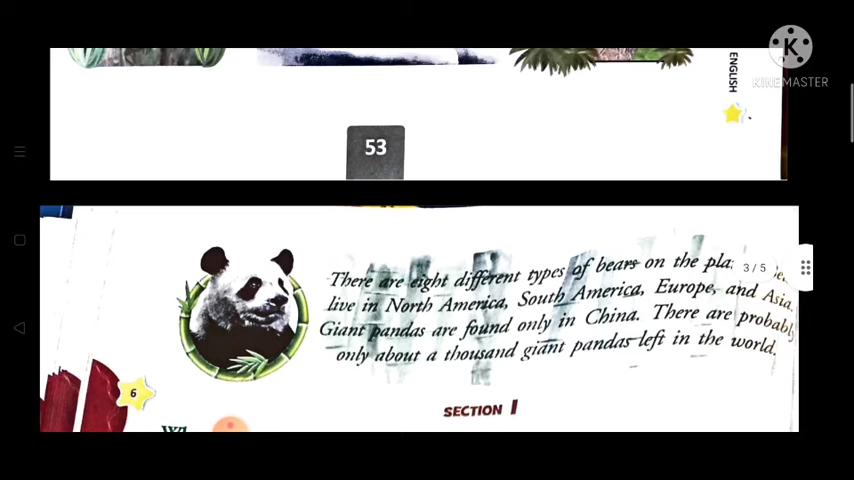 K
KINEMASTER
ENGLISH
53
3/5
There are eight different types of bears on the
live in North America, South America, Europe, and Asia.
Giant pandas are found only in China. There are probably
only about a thousand giant pandas left in the world.
6
SECTION I